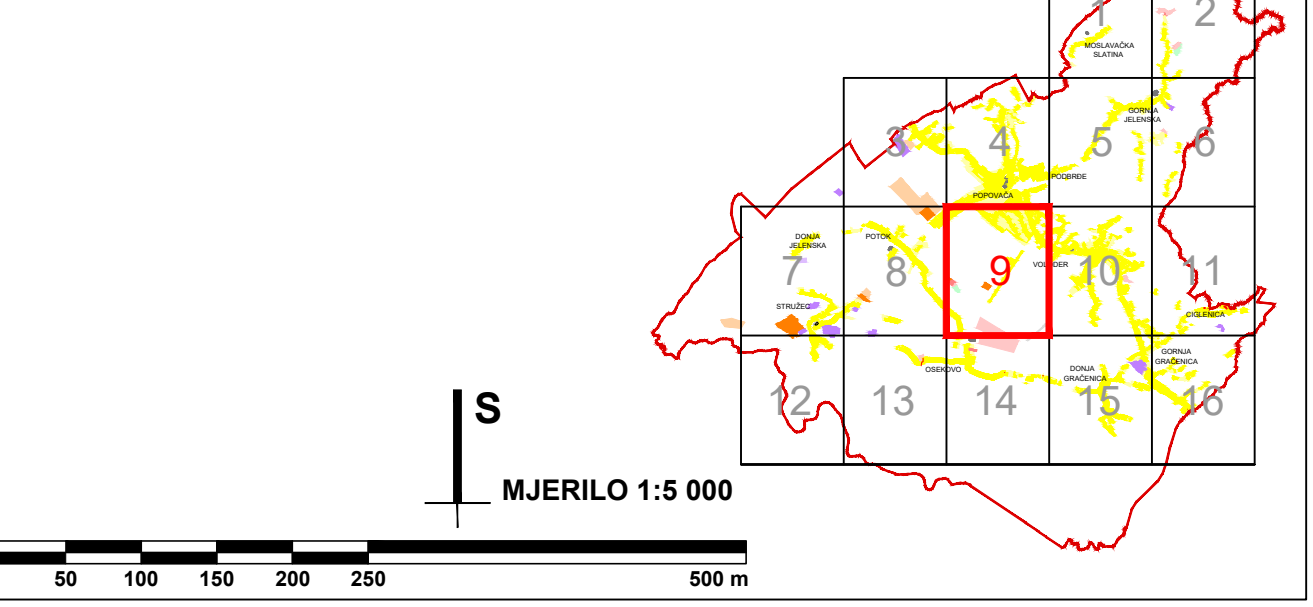 1
2
MOSLAVAČKA
SLATINA
3
4
5
GORNJA
JELENSKA
6
PODBRĐE
POPOVAČA
DONJA
JELENSKA
7
POTOK
8
9
VOLODER
10
11
STRUŽEC
CIGLENICA
12
13
OSEKOVO
14
DONJA
GRAČENICA
15
GORNJA
GRAČENICA
16
S
MJERILO 1:5 000
50 100 150 200 250 500 m